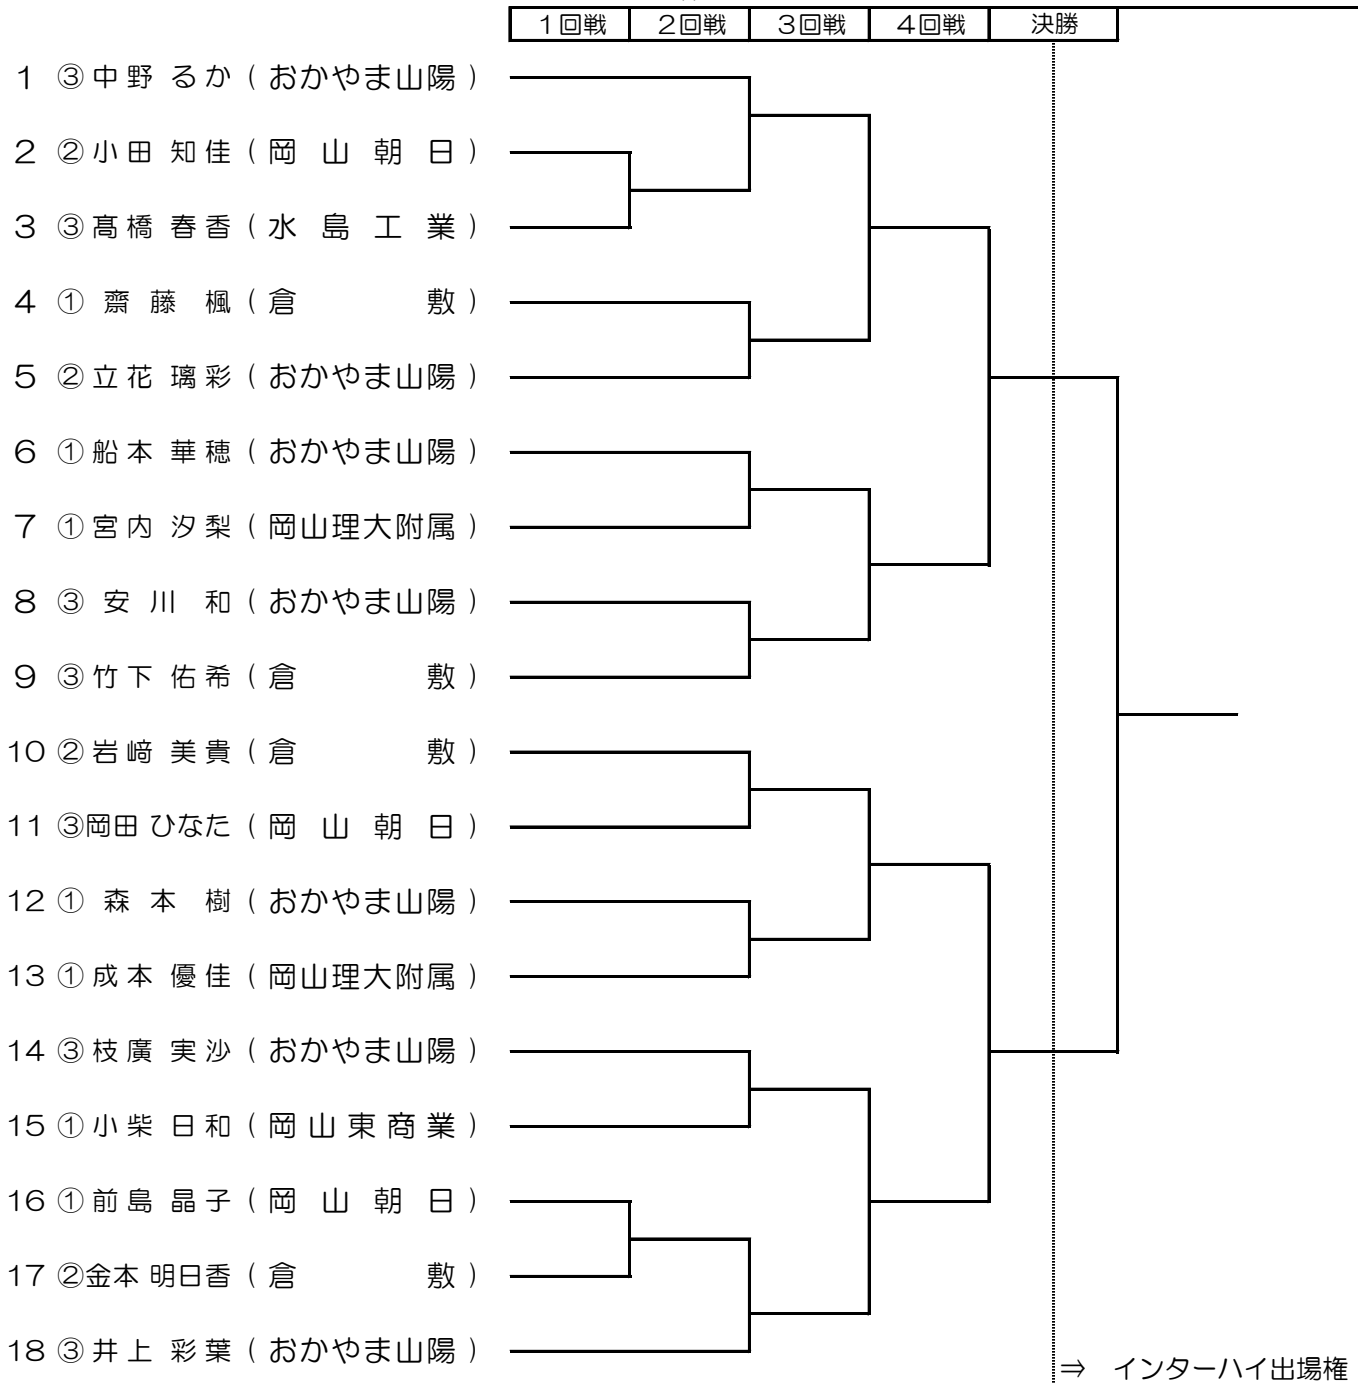 １回戦 ２回戦 ３回戦 ４回戦 決勝
1 ③中野 るか（おかやま山陽）
2 ②小田 知佳（岡山朝日）
3 ③髙橋 春香（水島工業）
4 ①齋藤 楓（倉敷）
5 ②立花 璃彩（おかやま山陽）
6 ①船本 華穂（おかやま山陽）
7 ①宮内 汐梨（岡山理大附属）
8 ③安川 和（おかやま山陽）
9 ③竹下 佑希（倉敷）
10 ②岩﨑 美貴（倉敷）
11 ③岡田 ひなた（岡山朝日）
12 ①森本 樹（おかやま山陽）
13 ①成本 優佳（岡山理大附属）
14 ③枝廣 実沙（おかやま山陽）
15 ①小柴 日和（岡山東商業）
16 ①前島 晶子（岡山朝日）
17 ②金本 明日香（倉敷）
18 ③井上 彩葉（おかやま山陽）
⇒　インターハイ出場権